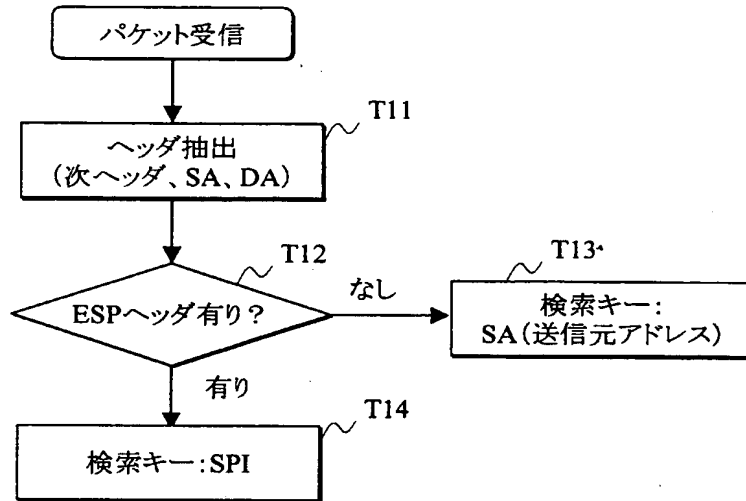 パケット受信
T11
ヘッダ抽出
(次ヘッダ、SA、DA)
T12
ESPヘッダ有り？
なし
T13
検索キー：
SA(送信元アドレス)
有り
T14
検索キー:SPI